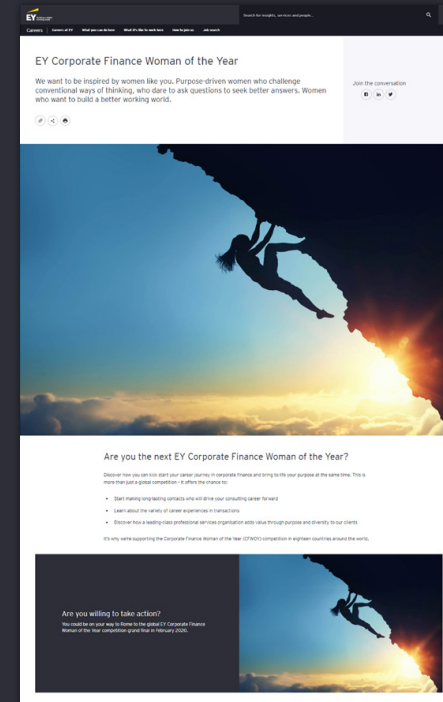 EY
Search for insights, services and people...
Careers
Careers at EY
What you can do here
What it's like to work here
How to join us
Job search
EY Corporate Finance Woman of the Year
We want to be inspired by women like you. Purpose-driven women who challenge
conventional ways of thinking, who dare to ask questions to seek better answers. Women
who want to build a better working world.
Join the conversation
Are you the next EY Corporate Finance Woman of the Year?
Discover how you can kick start your career journey in corporate finance and bring to life your purpose at the same time. This is
more than just a global competition – it offers the chance to:
Start making long-lasting contacts who will drive your consulting career forward
Learn about the variety of career experiences in transactions
Discover how a leading-class professional services organisation adds value through purpose and diversity to our clients
It's why we're supporting the Corporate Finance Woman of the Year (CFWOY) competition in eighteen countries around the world.
Are you willing to take action?
You could be on your way to Rome to the global EY Corporate Finance
Woman of the Year competition grand final in February 2020.